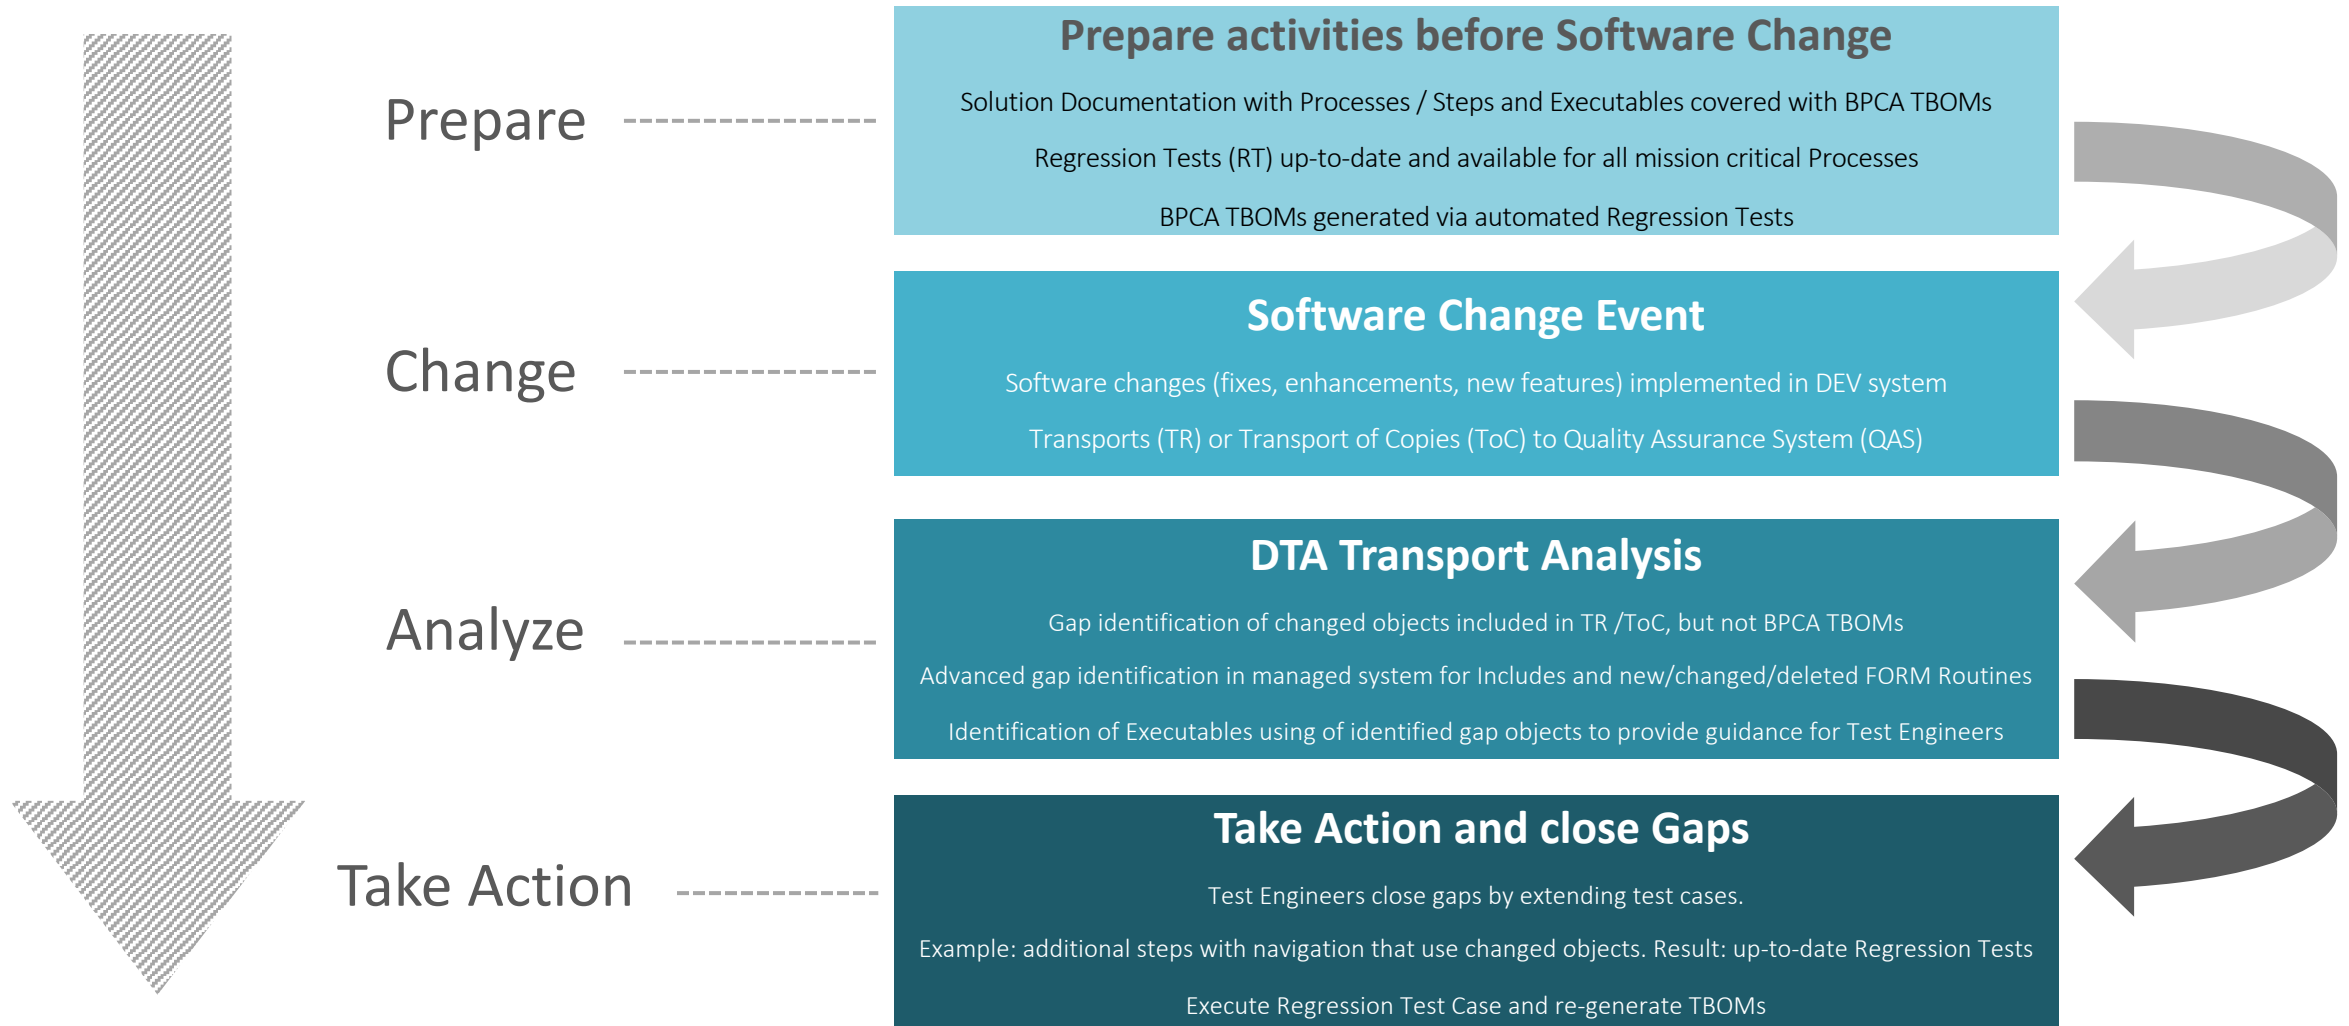 Prepare
Prepare activities before Software Change
Solution Documentation with Processes / Steps and Executables covered with BPCA TBOMs
Regression Tests (RT) up-to-date and available for all mission critical Processes
BPCA TBOMs generated via automated Regression Tests
Change
Software Change Event
Software changes (fixes, enhancements, new features) implemented in DEV system
Transports (TR) or Transport of Copies (ToC) to Quality Assurance System (QAS)
Analyze
DTA Transport Analysis
Gap identification of changed objects included in TR /ToC, but not BPCA TBOMs
Advanced gap identification in managed system for Includes and new/changed/deleted FORM Routines
Identification of Executables using of identified gap objects to provide guidance for Test Engineers
Take Action
Take Action and close Gaps
Test Engineers close gaps by extending test cases.
Example: additional steps with navigation that use changed objects. Result: up-to-date Regression Tests
Execute Regression Test Case and re-generate TBOMs